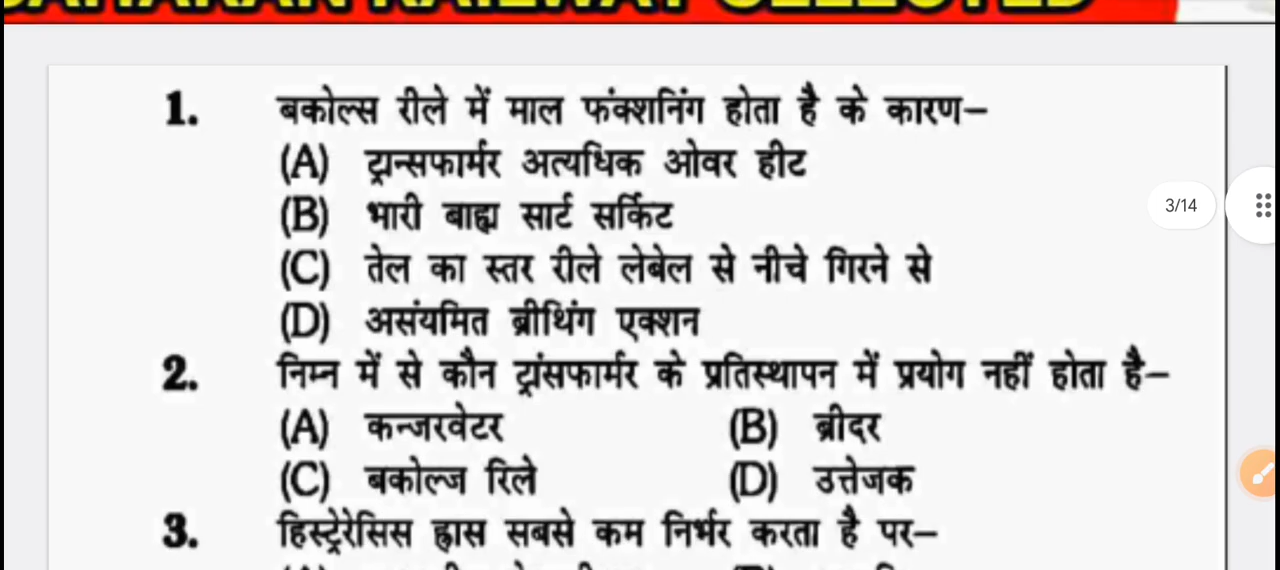 RAILWAY SELECTED
1. बकोल्स रीले में माल फंक्शनिंग होता है के कारण–
(A) ट्रान्सफार्मर अत्यधिक ओवर हीट
(B) भारी बाह्य सार्ट सर्किट
3/14
(C) तेल का स्तर रीले लेबेल से नीचे गिरने से
(D) असंयमित ब्रीथिंग एक्शन
2. निम्न में से कौन ट्रांसफार्मर के प्रतिस्थापन में प्रयोग नहीं होता है–
(A) कन्जरवेटर (B) ब्रीदर
(C) बकोल्ज रिले (D) उत्तेजक
3. हिस्ट्रेरेसिस ह्रास सबसे कम निर्भर करता है पर–